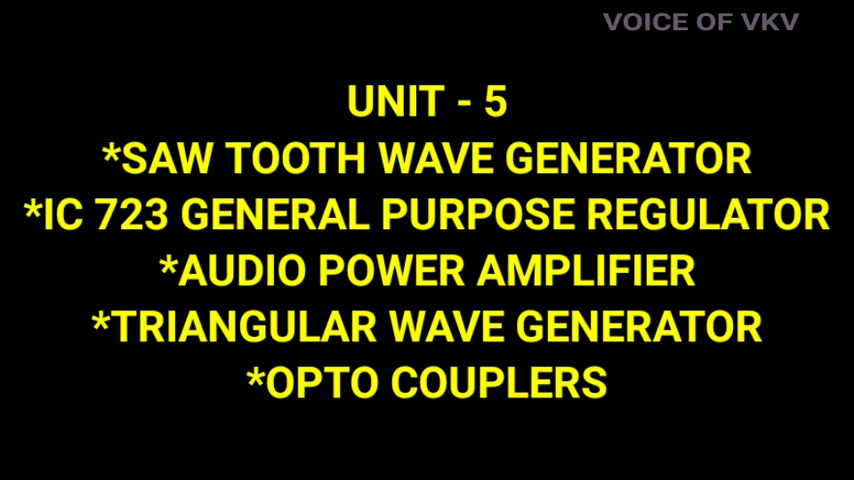 VOICE OF VKV
UNIT - 5
*SAW TOOTH WAVE GENERATOR
*IC 723 GENERAL PURPOSE REGULATOR
*AUDIO POWER AMPLIFIER
*TRIANGULAR WAVE GENERATOR
*OPTO COUPLERS